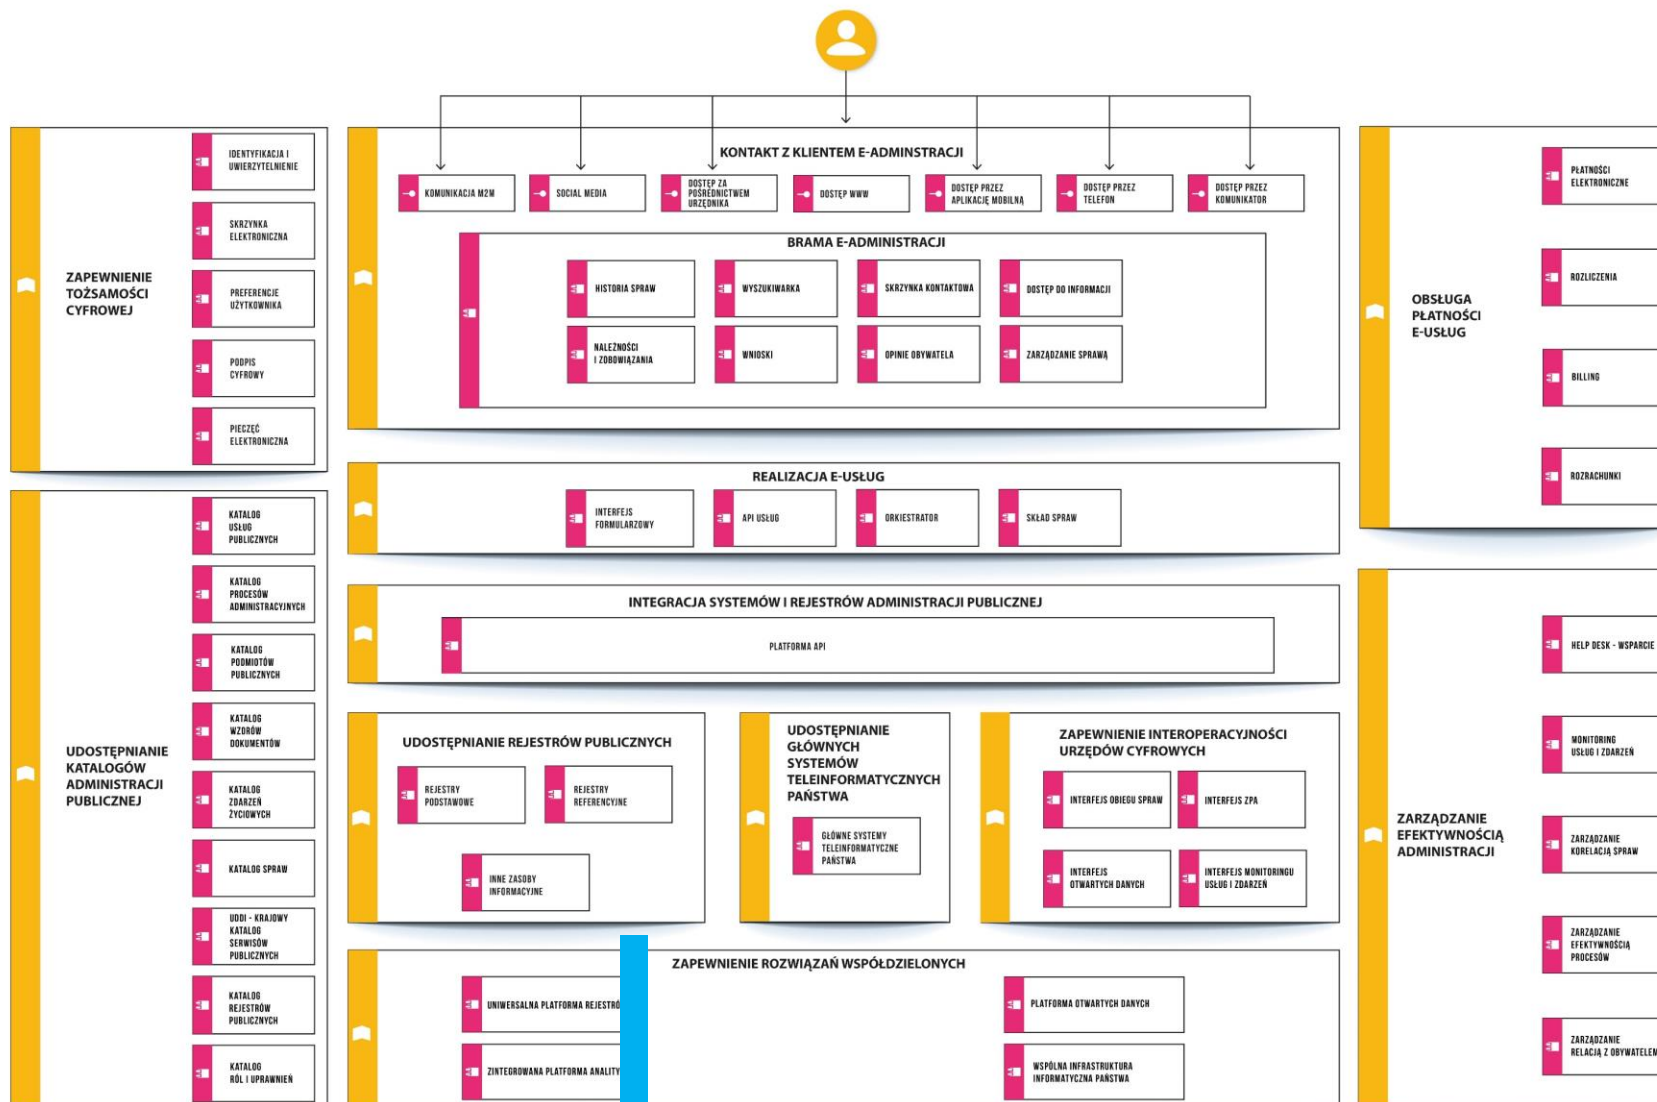 KONTAKT Z KLIENTEM E-ADMINSTRACJI
KOMUNIKACJA M2M
SOCIAL MEDIA
DOSTĘP ZA
POŚREDNICTWEM
URZĘDNIKA
DOSTĘP WWW
DOSTĘP PRZEZ
APLIKACJĘ MOBILNĄ
DOSTĘP PRZEZ
TELEFON
DOSTĘP PRZEZ
KOMUNIKATOR
BRAMA E-ADMINISTRACJI
HISTORIA SPRAW
WYSZUKIWARKA
SKRZYNKA KONTAKTOWA
DOSTĘP DO INFORMACJI
NALEŻNOŚCI
I ZOBOWIĄZANIA
WNIOSKI
OPINIE OBYWATELA
ZARZĄDZANIE SPRAWĄ
ZAPEWNIENIE
TOŻSAMOŚCI
CYFROWEJ
IDENTYFIKACJA I
UWIERZYTELNIENIE
SKRZYNKA
ELEKTRONICZNA
PREFERENCJE
UŻYTKOWNIKA
PODPIS
CYFROWY
PIECZĘĆ
ELEKTRONICZNA
OBSŁUGA
PŁATNOŚCI
E-USŁUG
PŁATNOŚCI
ELEKTRONICZNE
ROZLICZENIA
BILLING
ROZRACHUNKI
REALIZACJA E-USŁUG
INTERFEJS
FORMULARZOWY
API USŁUG
ORKIESTRATOR
SKŁAD SPRAW
INTEGRACJA SYSTEMÓW I REJESTRÓW ADMINISTRACJI PUBLICZNEJ
PLATFORMA API
UDOSTĘPNIANIE
KATALOGÓW
ADMINISTRACJI
PUBLICZNEJ
KATALOG
USŁUG
PUBLICZNYCH
KATALOG
PROCESÓW
ADMINISTRACYJNYCH
KATALOG
PODMIOTÓW
PUBLICZNYCH
KATALOG
WZORÓW
DOKUMENTÓW
KATALOG
ZDARZEŃ
ŻYCIOWYCH
KATALOG SPRAW
UDDI - KRAJOWY
KATALOG
SERWISÓW
PUBLICZNYCH
KATALOG
REJESTRÓW
PUBLICZNYCH
KATALOG
RÓL I UPRAWNIEŃ
UDOSTĘPNIANIE REJESTRÓW PUBLICZNYCH
REJESTRY
PODSTAWOWE
REJESTRY
REFERENCYJNE
INNE ZASOBY
INFORMACYJNE
UDOSTĘPNIANIE
GŁÓWNYCH
SYSTEMÓW
TELEINFORMATYCZNYCH
PAŃSTWA
GŁÓWNE SYSTEMY
TELEINFORMATYCZNE
PAŃSTWA
ZAPEWNIENIE INTEROPERACYJNOŚCI
URZĘDÓW CYFROWYCH
INTERFEJS OBIEGU SPRAW
INTERFEJS ZPA
INTERFEJS
OTWARTYCH DANYCH
INTERFEJS MONITORINGU
USŁUG I ZDARZEŃ
ZARZĄDZANIE
EFEKTYWNOŚCIĄ
ADMINISTRACJI
HELP DESK - WSPARCIE
MONITORING
USŁUG I ZDARZEŃ
ZARZĄDZANIE
KORELACJĄ SPRAW
ZARZĄDZANIE
EFEKTYWNOŚCIĄ
PROCESÓW
ZARZĄDZANIE
RELACJĄ Z OBYWATELEM
ZAPEWNIENIE ROZWIĄZAŃ WSPÓŁDZIELONYCH
UNIWERSALNA PLATFORMA REJESTRÓ
PLATFORMA OTWARTYCH DANYCH
ZINTEGROWANA PLATFORMA ANALITY
WSPÓLNA INFRASTRUKTURA
INFORMATYCZNA PAŃSTWA